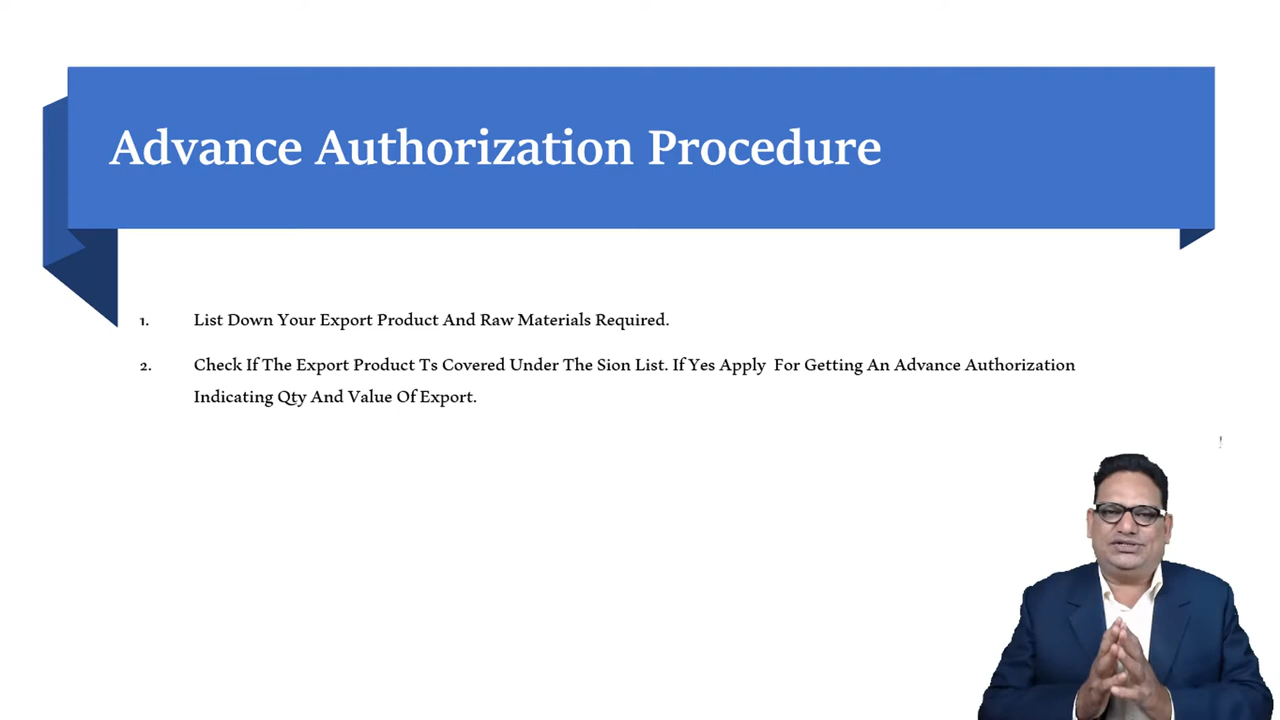 Advance Authorization Procedure
1. List Down Your Export Product And Raw Materials Required.
2. Check If The Export Product Ts Covered Under The Sion List. If Yes Apply For Getting An Advance Authorization
Indicating Qty And Value Of Export.